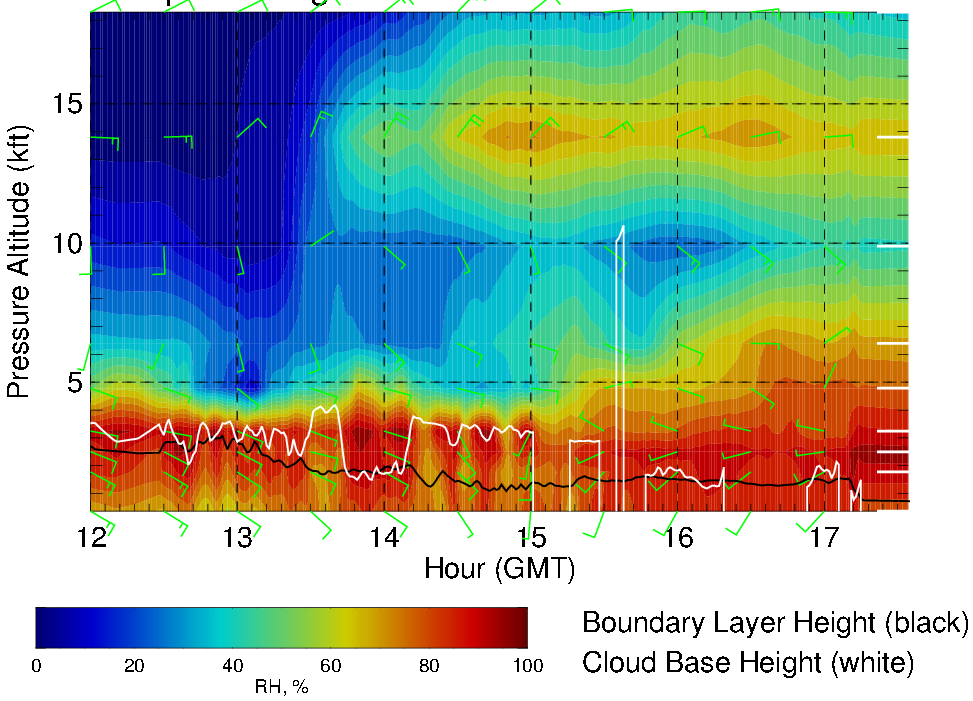 15
10
5
Pressure Altitude (kft)
12 13 14 15 16 17
Hour (GMT)
0 20 40 60 80 100
RH, %
Boundary Layer Height (black)
Cloud Base Height (white)